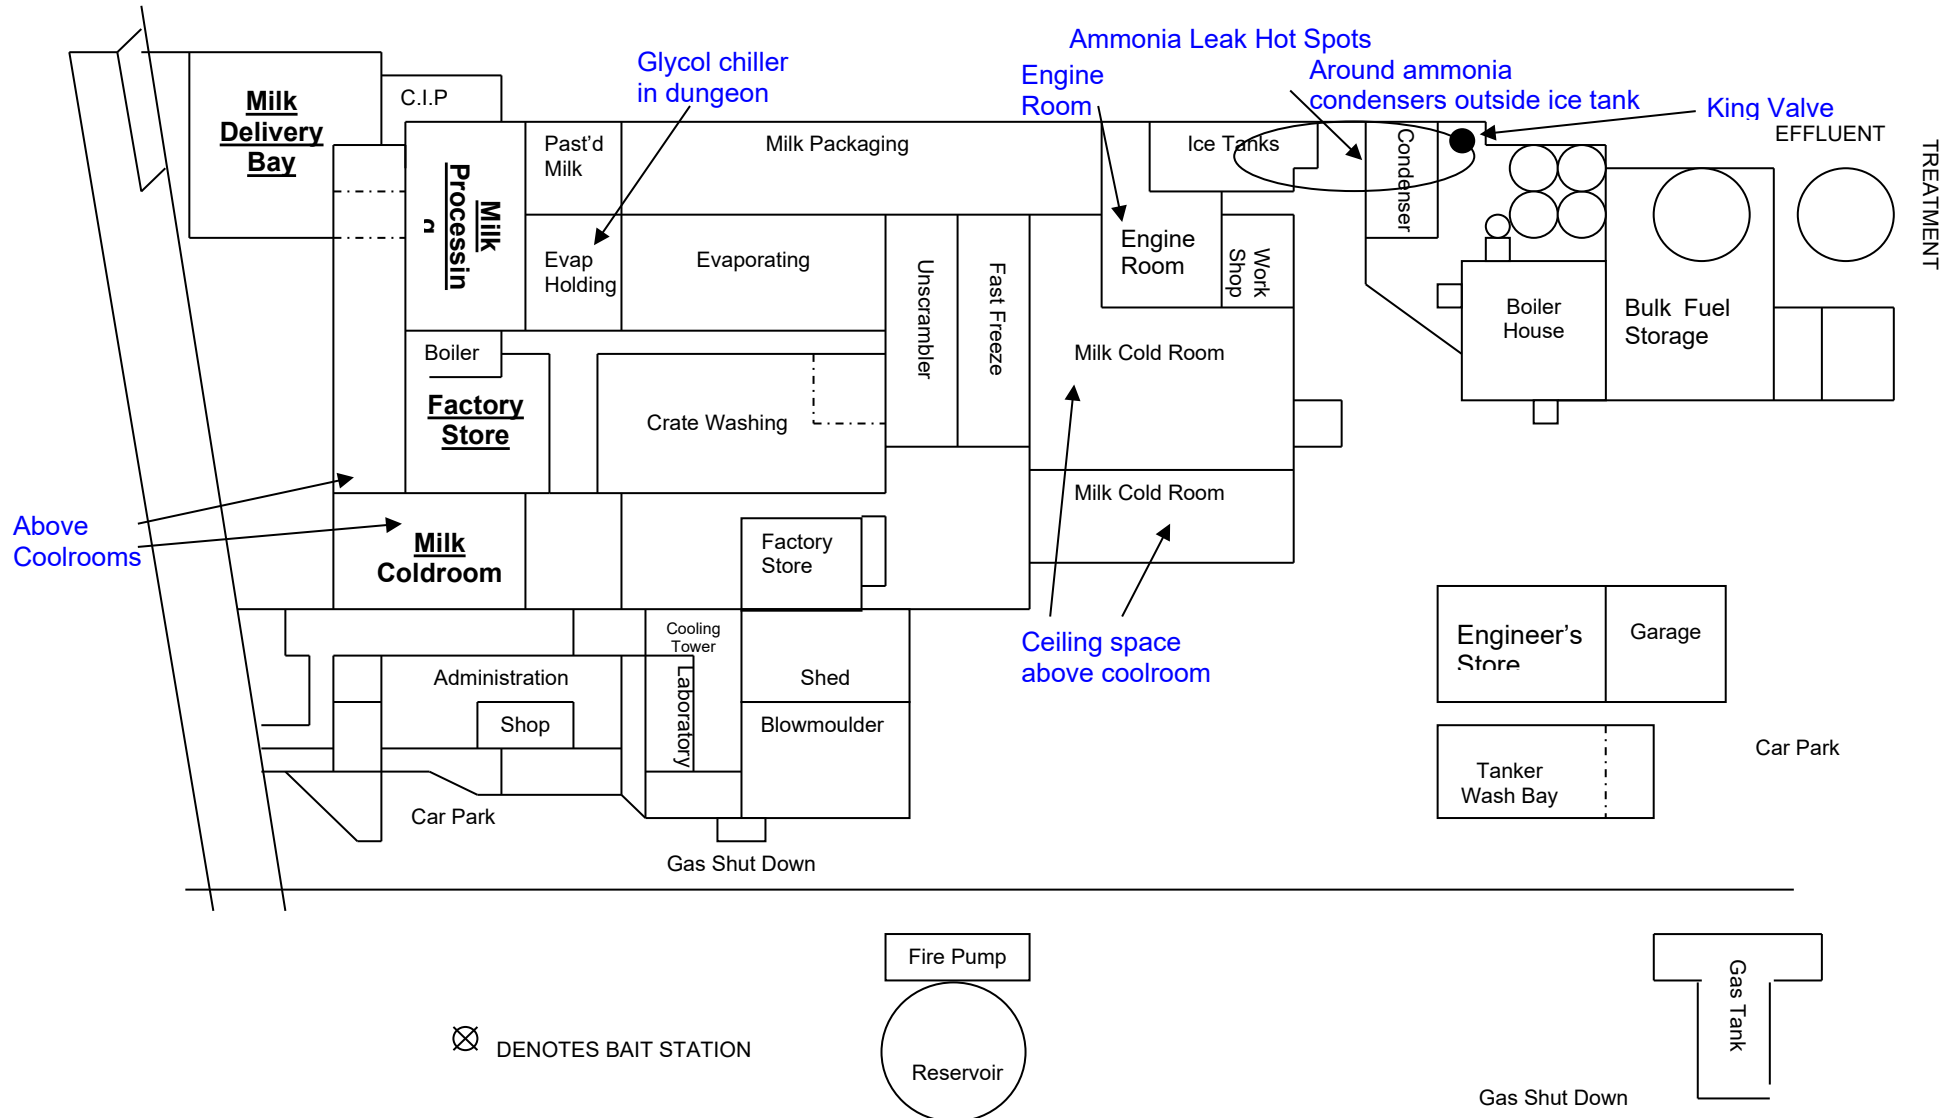 Ammonia Leak Hot Spots
Glycol chiller
in dungeon
Engine
Room
Around ammonia
condensers outside ice tank
King Valve
EFFLUENT
TREATMENT
Milk
Delivery
Bay
C.I.P
Past'd
Milk
Milk Packaging
Ice Tanks
Condenser
Milk
Processin
g
Evap
Holding
Evaporating
Unscrambler
Fast Freeze
Engine
Room
Work
Shop
Boiler
House
Bulk Fuel
Storage
Boiler
Factory
Store
Crate Washing
Milk Cold Room
Milk Cold Room
Above
Coolrooms
Milk
Coldroom
Factory
Store
Ceiling space
above coolroom
Cooling
Tower
Laboratory
Administration
Shop
Shed
Blowmoulder
Engineer's
Store
Garage
Tanker
Wash Bay
Car Park
Car Park
Gas Shut Down
Fire Pump
Reservoir
DENOTES BAIT STATION
Gas Tank
Gas Shut Down